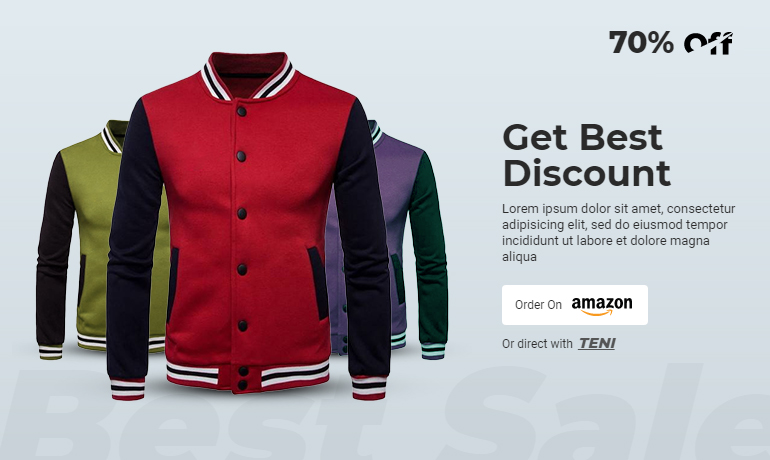 70% Off
Get Best
Discount
Lorem ipsum dolor sit amet, consectetur
adipisicing elit, sed do eiusmod tempor
incididunt ut labore et dolore magna
aliqua
Order On amazon
Or direct with TENI
Best Sale